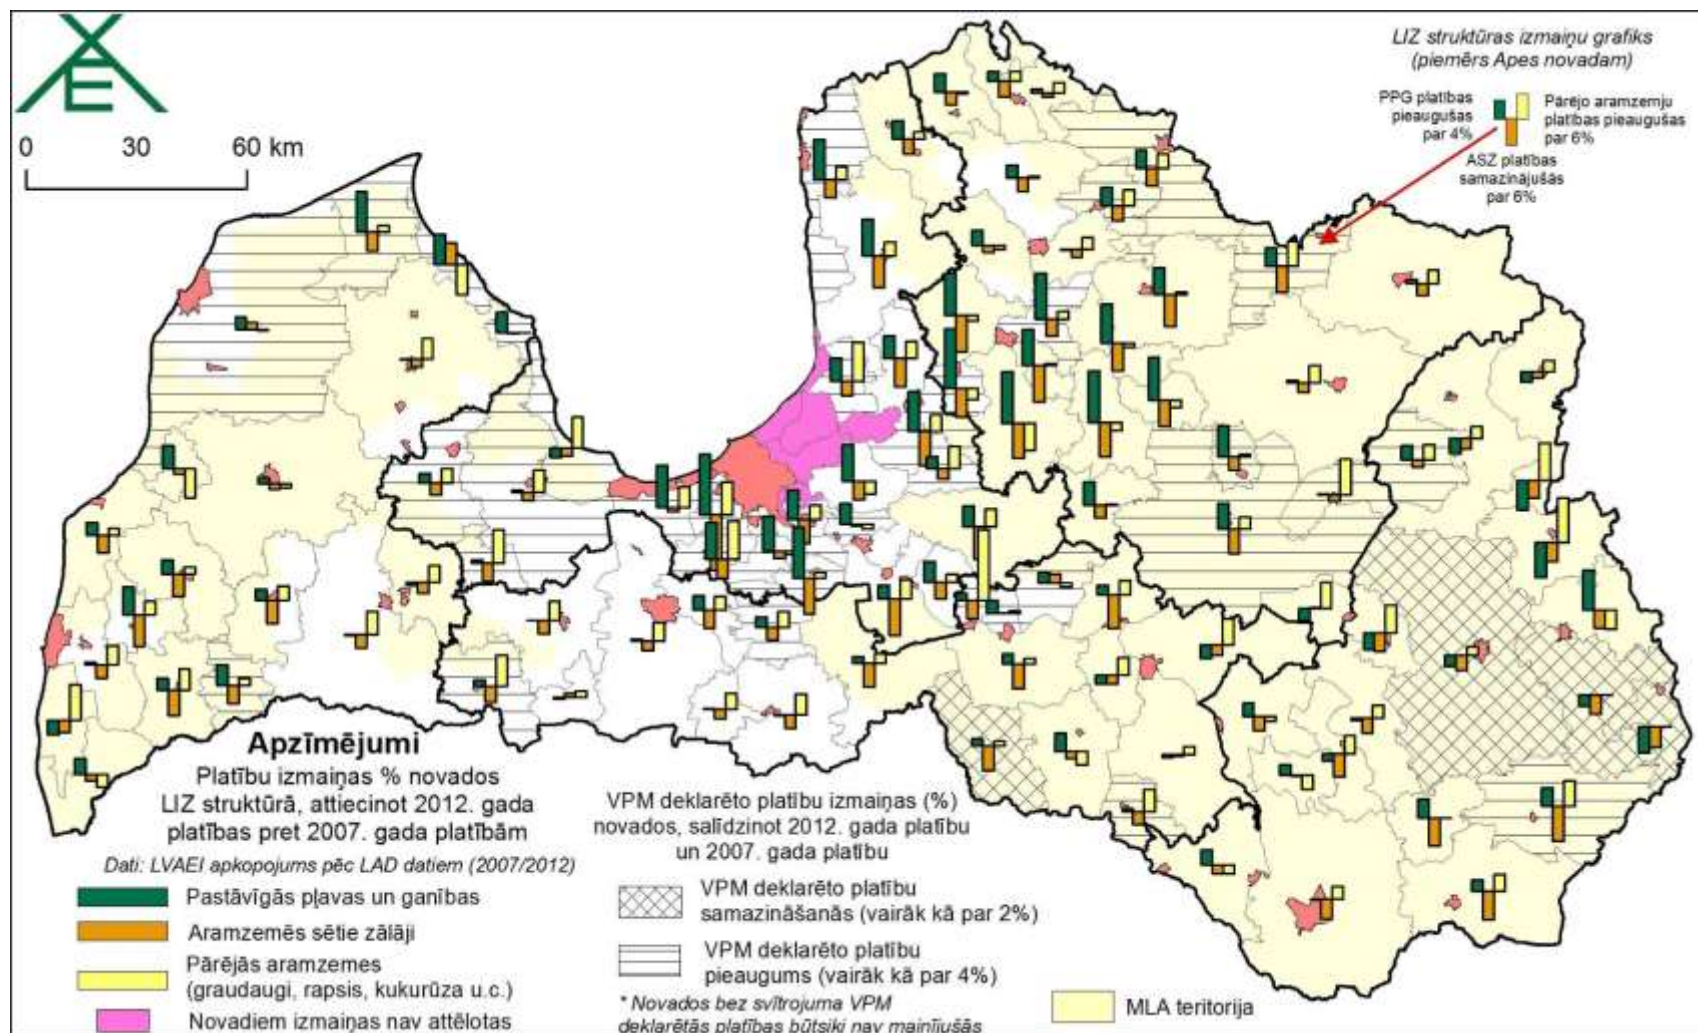 LIZ struktūras izmaiņu grafiks
(piemērs Apes novadam)
PPG platības
pieaugušas
par 4%
Pārējo aramzemju
platības pieaugušas
par 6%
ASZ platības
samazinājušās
par 6%
0 30 60 km
Apzīmējumi
Platību izmaiņas % novados
LIZ struktūrā, attiecinot 2012. gada
platības pret 2007. gada platībām
Dati: LVAEI apkopojums pēc LAD datiem (2007/2012)
Pastāvīgās pļavas un ganības
Aramzemēs sētie zālāji
Pārējās aramzemes
(graudaugi, rapsis, kukurūza u.c.)
Novadiem izmaiņas nav attēlotas
VPM deklarēto platību izmaiņas (%)
novados, salīdzinot 2012. gada platību
un 2007. gada platību
VPM deklarēto platību
samazināšanās (vairāk kā par 2%)
VPM deklarēto platību
pieaugums (vairāk kā par 4%)
* Novados bez svītrojuma VPM
deklarētās platības būtiski nav mainījušās
MLA teritorija